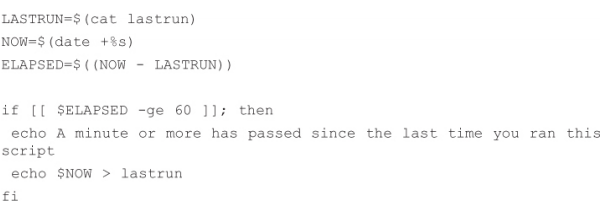 LASTRUN=$(cat lastrun)
NOW=$(date +%s)
ELAPSED=$((NOW - LASTRUN))
if [[ $ELAPSED -ge 60 ]]; then
echo A minute or more has passed since the last time you ran this
script
echo $NOW > lastrun
fi